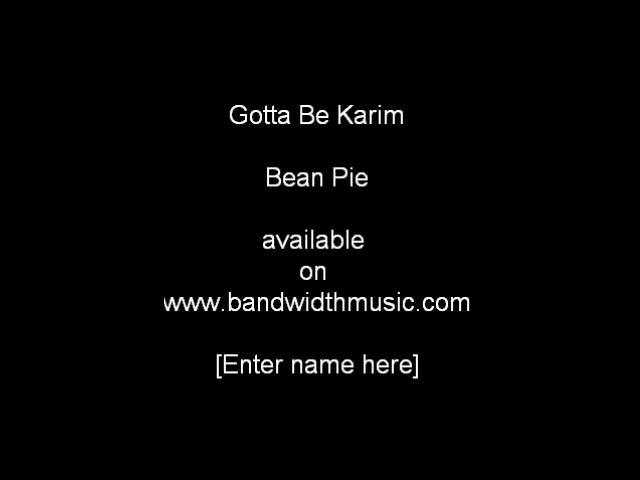 Gotta Be Karim
Bean Pie
available
on
www.bandwidthmusic.com
[Enter name here]